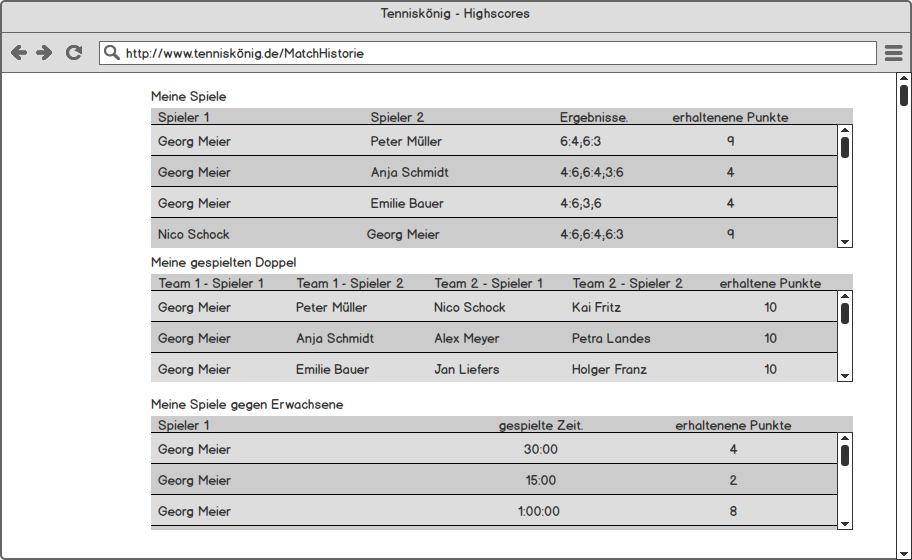 Tenniskönig - Highscores
http://www.tenniskönig.de/MatchHistorie
Meine Spiele
Spieler 1 Spieler 2 Ergebnisse. erhaltenene Punkte
Georg Meier Peter Müller 6:4,6:3 9
Georg Meier Anja Schmidt 4:6,6:4,3:6 4
Georg Meier Emilie Bauer 4:6,3,6 4
Nico Schock Georg Meier 4:6,6:4,6:3 9
Meine gespielten Doppel
Team 1 - Spieler 1 Team 1 - Spieler 2 Team 2 - Spieler 1 Team 2 - Spieler 2 erhaltene Punkte
Georg Meier Peter Müller Nico Schock Kai Fritz 10
Georg Meier Anja Schmidt Alex Meyer Petra Landes 10
Georg Meier Emilie Bauer Jan Liefers Holger Franz 10
Meine Spiele gegen Erwachsene
Spieler 1 gespielte Zeit. erhaltenene Punkte
Georg Meier 30:00 4
Georg Meier 15:00 2
Georg Meier 1:00:00 8